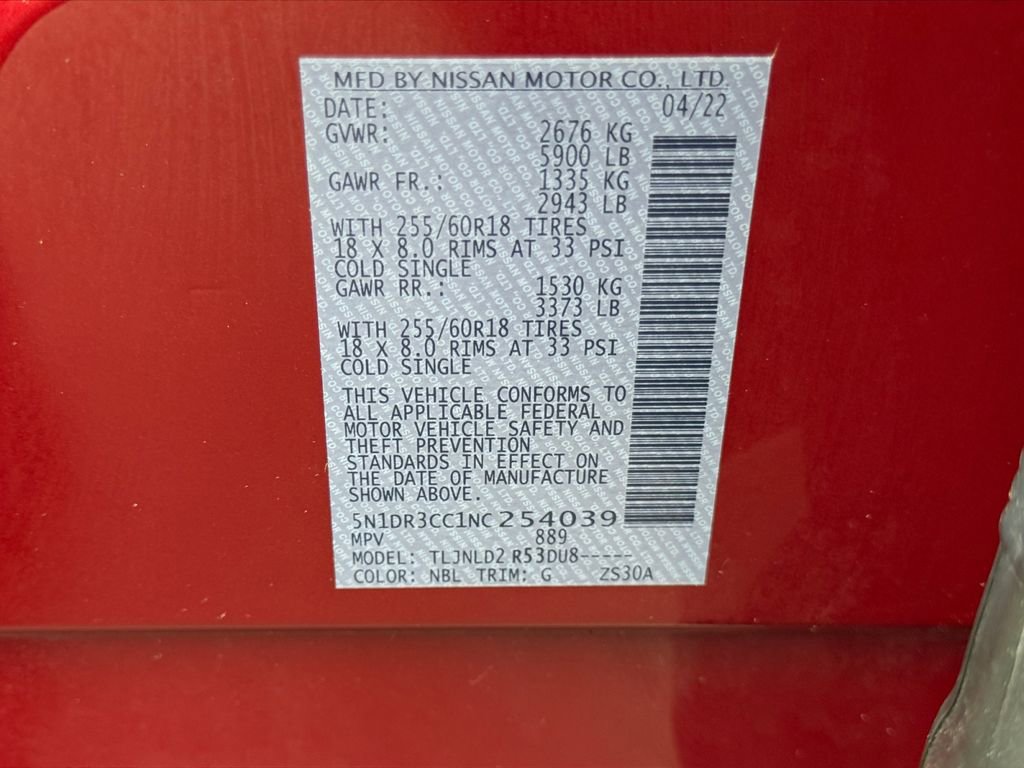 MFD BY NISSAN MOTOR CO., LTD.
DATE: 04/22
GVWR: 2676 KG
5900 LB
GAWR FR.: 1335 KG
2943 LB
WITH 255/60R18 TIRES
18 X 8.0 RIMS AT 33 PSI
COLD SINGLE
GAWR RR.: 1530 KG
3373 LB
WITH 255/60R18 TIRES
18 X 8.0 RIMS AT 33 PSI
COLD SINGLE
THIS VEHICLE CONFORMS TO
ALL APPLICABLE FEDERAL
MOTOR VEHICLE SAFETY AND
THEFT PREVENTION
STANDARDS IN EFFECT ON
THE DATE OF MANUFACTURE
SHOWN ABOVE.
5N1DR3CC1NC254039
MPV 889
MODEL: TLJNLD2 R53DU8-----
COLOR: NBL TRIM: G ZS30A